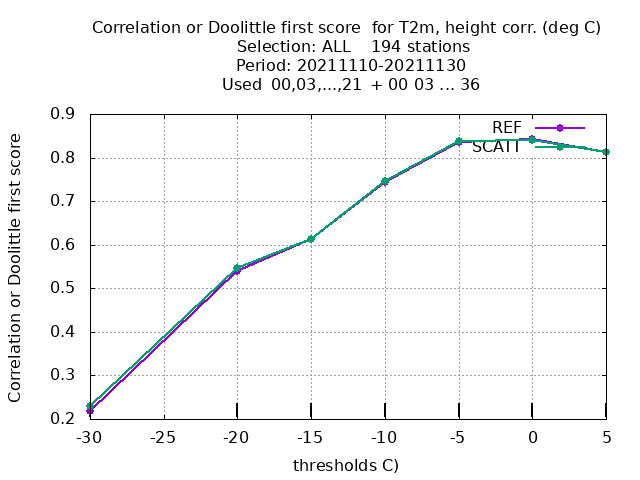 Correlation or Doolittle first score  for T2m, height corr. (deg C)
Selection: ALL    194 stations
Period: 20211110-20211130
Used  00,03,...,21  + 00 03 ... 36
Correlation or Doolittle first score
0.9
0.8
0.7
0.6
0.5
0.4
0.3
0.2
REF
SCATT
-30 -25 -20 -15 -10 -5 0 5
thresholds C)